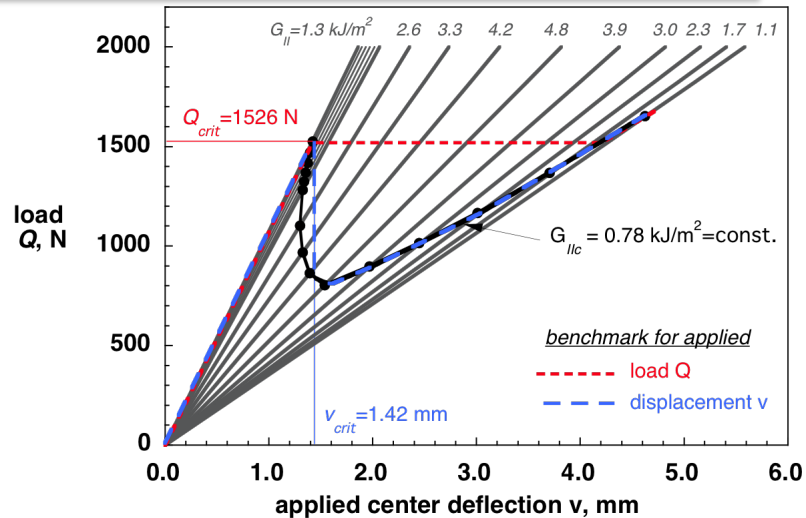 G_II=1.3 kJ/m² 2.6 3.3 4.2 4.8 3.9 3.0 2.3 1.7 1.1
2000
Q_crit=1526 N
1500
load
Q, N
1000
G_IIc = 0.78 kJ/m²=const.
benchmark for applied
500
load Q
displacement v
v_crit=1.42 mm
0
0.0 1.0 2.0 3.0 4.0 5.0 6.0
applied center deflection v, mm